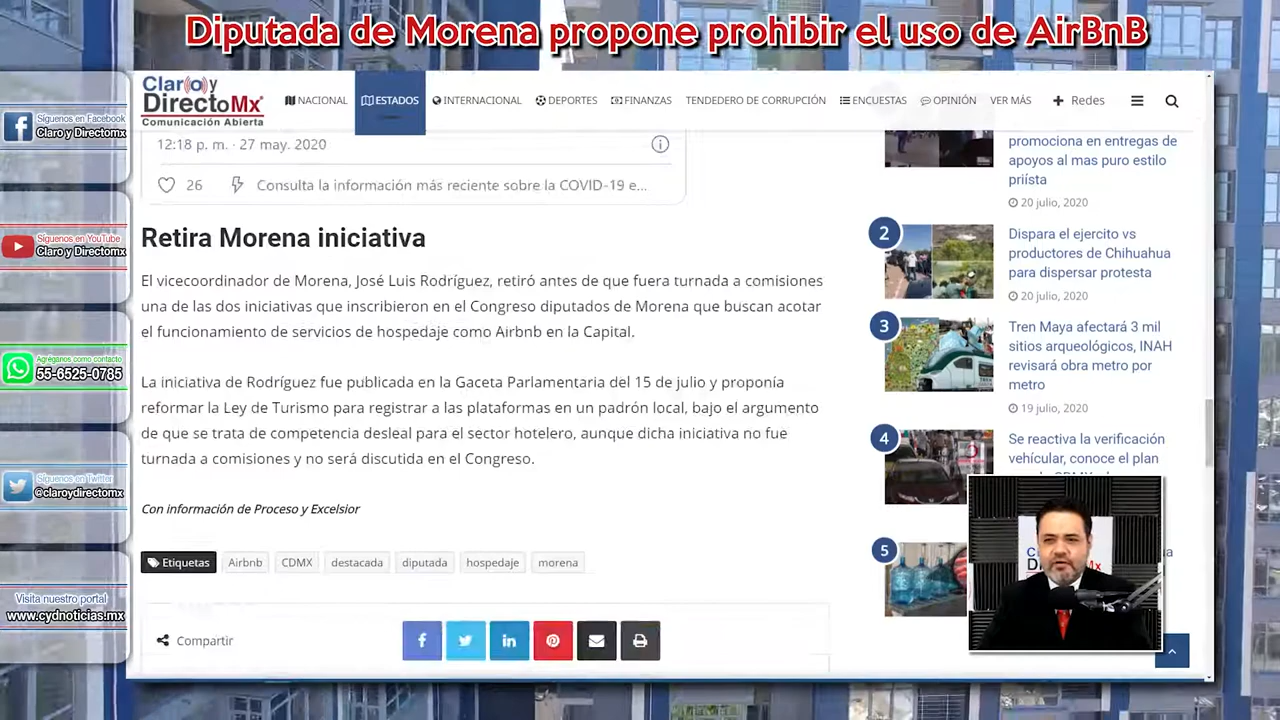 Diputada de Morena propone prohibir el uso de AirBnB
Síguenos en Facebook
Claro y Directomx
Síguenos en YouTube
Claro y Directomx
Agréganos como contacto
55-6525-0785
Síguenos en Twitter
@claroydirectomx
Visita nuestro portal
www.cydnoticias.mx
Claro y
DirectoMx
Comunicación Abierta
NACIONAL
ESTADOS
INTERNACIONAL
DEPORTES
FINANZAS
TENDEDERO DE CORRUPCIÓN
ENCUESTAS
OPINIÓN
VER MÁS
Redes
12:18 p. m. · 27 may. 2020
26
Consulta la información más reciente sobre la COVID-19 e...
Retira Morena iniciativa
El vicecoordinador de Morena, José Luis Rodríguez, retiró antes de que fuera turnada a comisiones
una de las dos iniciativas que inscribieron en el Congreso diputados de Morena que buscan acotar
el funcionamiento de servicios de hospedaje como Airbnb en la Capital.
La iniciativa de Rodríguez fue publicada en la Gaceta Parlamentaria del 15 de julio y proponía
reformar la Ley de Turismo para registrar a las plataformas en un padrón local, bajo el argumento
de que se trata de competencia desleal para el sector hotelero, aunque dicha iniciativa no fue
turnada a comisiones y no será discutida en el Congreso.
Con información de Proceso y Excelsior
Etiquetas
Airbnb
CDMX
destacada
diputada
hospedaje
morena
Compartir
promociona en entregas de
apoyos al mas puro estilo
priísta
20 julio, 2020
2
Dispara el ejercito vs
productores de Chihuahua
para dispersar protesta
20 julio, 2020
3
Tren Maya afectará 3 mil
sitios arqueológicos, INAH
revisará obra metro por
metro
19 julio, 2020
4
Se reactiva la verificación
vehícular, conoce el plan
5